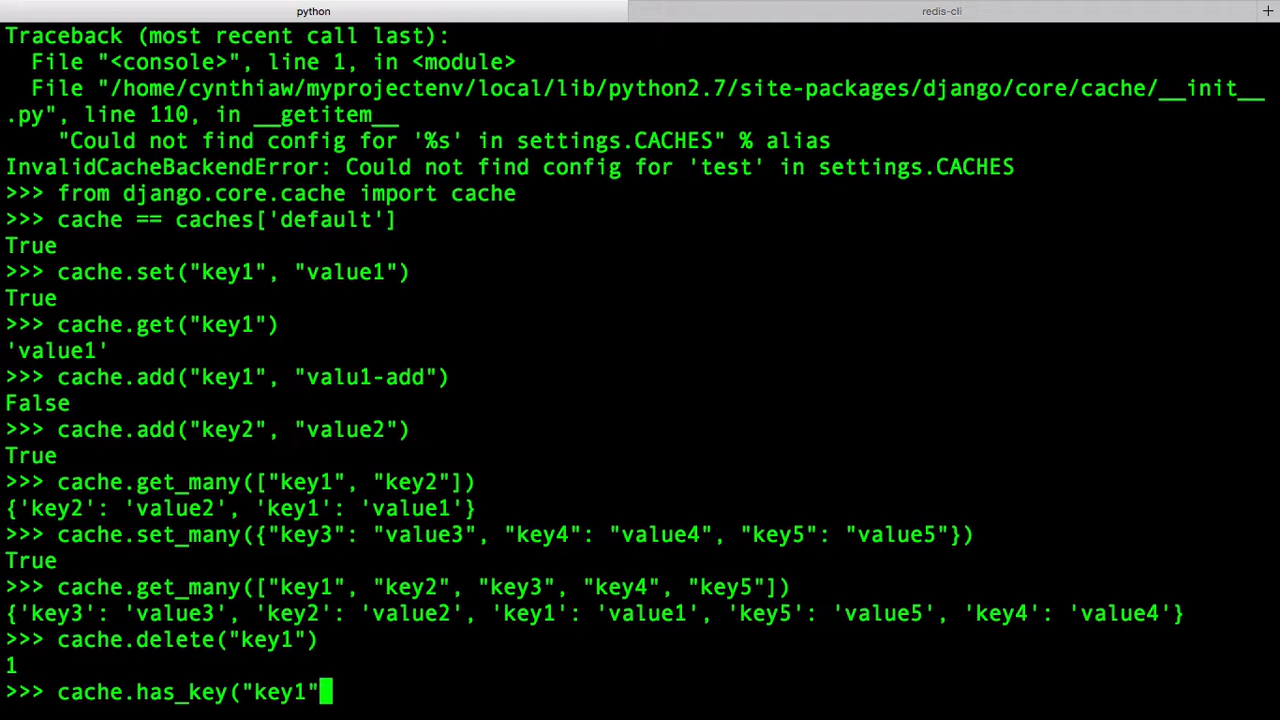 python
redis-cli
+
Traceback (most recent call last):
  File "<console>", line 1, in <module>
  File "/home/cynthiaw/myprojectenv/local/lib/python2.7/site-packages/django/core/cache/__init__
.py", line 110, in __getitem__
    "Could not find config for '%s' in settings.CACHES" % alias
InvalidCacheBackendError: Could not find config for 'test' in settings.CACHES
>>> from django.core.cache import cache
>>> cache == caches['default']
True
>>> cache.set("key1", "value1")
True
>>> cache.get("key1")
'value1'
>>> cache.add("key1", "valu1-add")
False
>>> cache.add("key2", "value2")
True
>>> cache.get_many(["key1", "key2"])
{'key2': 'value2', 'key1': 'value1'}
>>> cache.set_many({"key3": "value3", "key4": "value4", "key5": "value5"})
True
>>> cache.get_many(["key1", "key2", "key3", "key4", "key5"])
{'key3': 'value3', 'key2': 'value2', 'key1': 'value1', 'key5': 'value5', 'key4': 'value4'}
>>> cache.delete("key1")
1
>>> cache.has_key("key1"